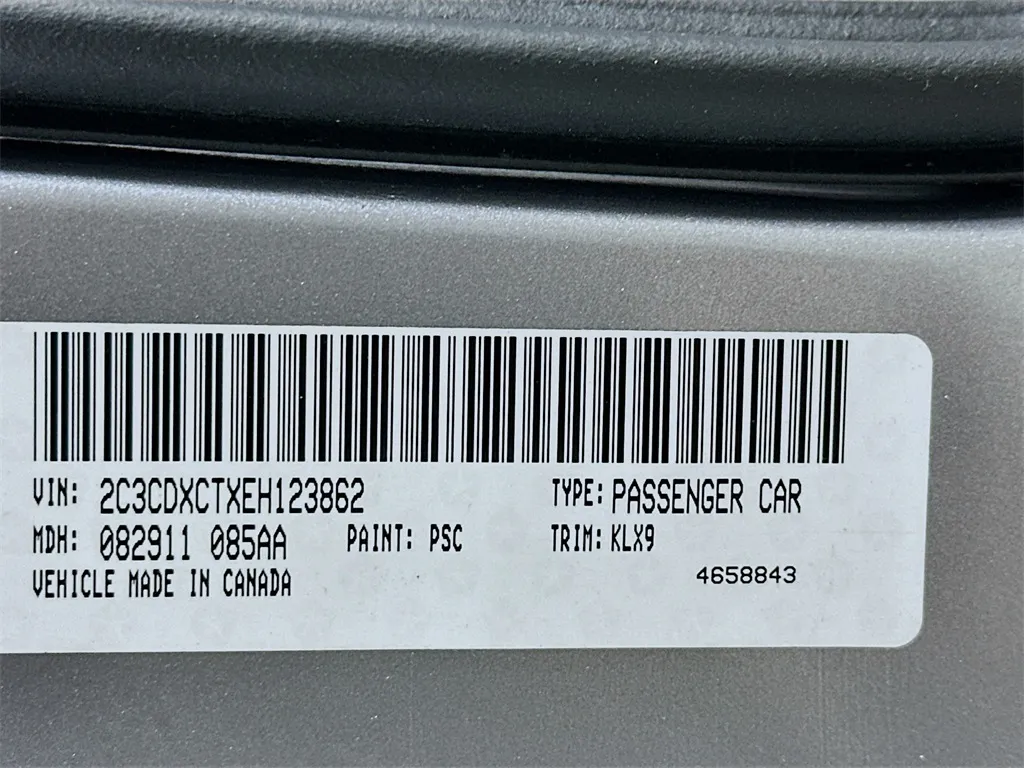 VIN: 2C3CDXCTXEH123862 TYPE: PASSENGER CAR
MDH: 082911 085AA PAINT: PSC TRIM: KLX9
VEHICLE MADE IN CANADA 4658843